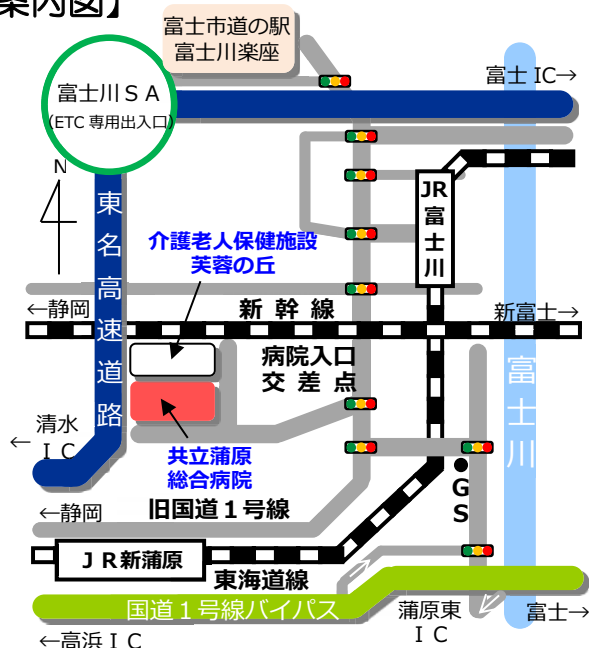 案内図】
富士市道の駅
富士川楽座
富士川ＳＡ
(ETC 専用出入口)
富士 IC→
N
JR
富
士
川
東
名
高
速
道
路
介護老人保健施設
芙蓉の丘
←静岡
新 幹 線
新富士→
病院入口
交 差 点
富
士
川
清水
←
Ｉ Ｃ
共立蒲原
総合病院
G
S
←静岡
旧国道１号線
ＪＲ新蒲原
東海道線
国道１号線バイパス
蒲原東
ＩＣ
富士→
←高浜ＩＣ